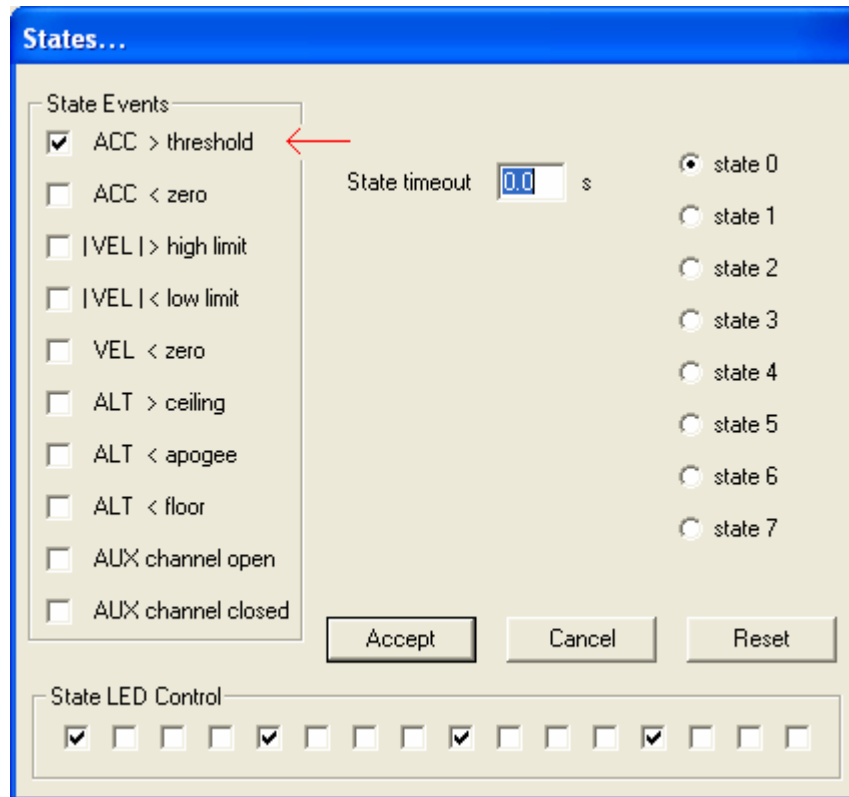 States...
State Events
ACC > threshold
ACC < zero
|VEL| > high limit
|VEL| < low limit
VEL < zero
ALT > ceiling
ALT < apogee
ALT < floor
AUX channel open
AUX channel closed
State timeout 0.0 s
state 0
state 1
state 2
state 3
state 4
state 5
state 6
state 7
Accept Cancel Reset
State LED Control